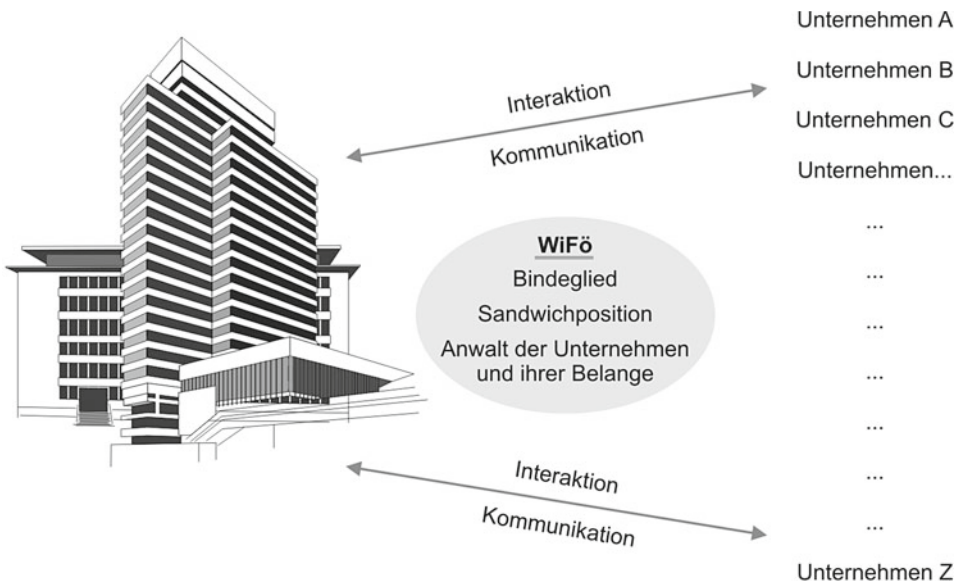 Unternehmen A
Unternehmen B
Unternehmen C
Unternehmen...
...
...
...
...
...
...
...
Unternehmen Z
Interaktion
Kommunikation
WiFö
Bindeglied
Sandwichposition
Anwalt der Unternehmen
und ihrer Belange
Interaktion
Kommunikation